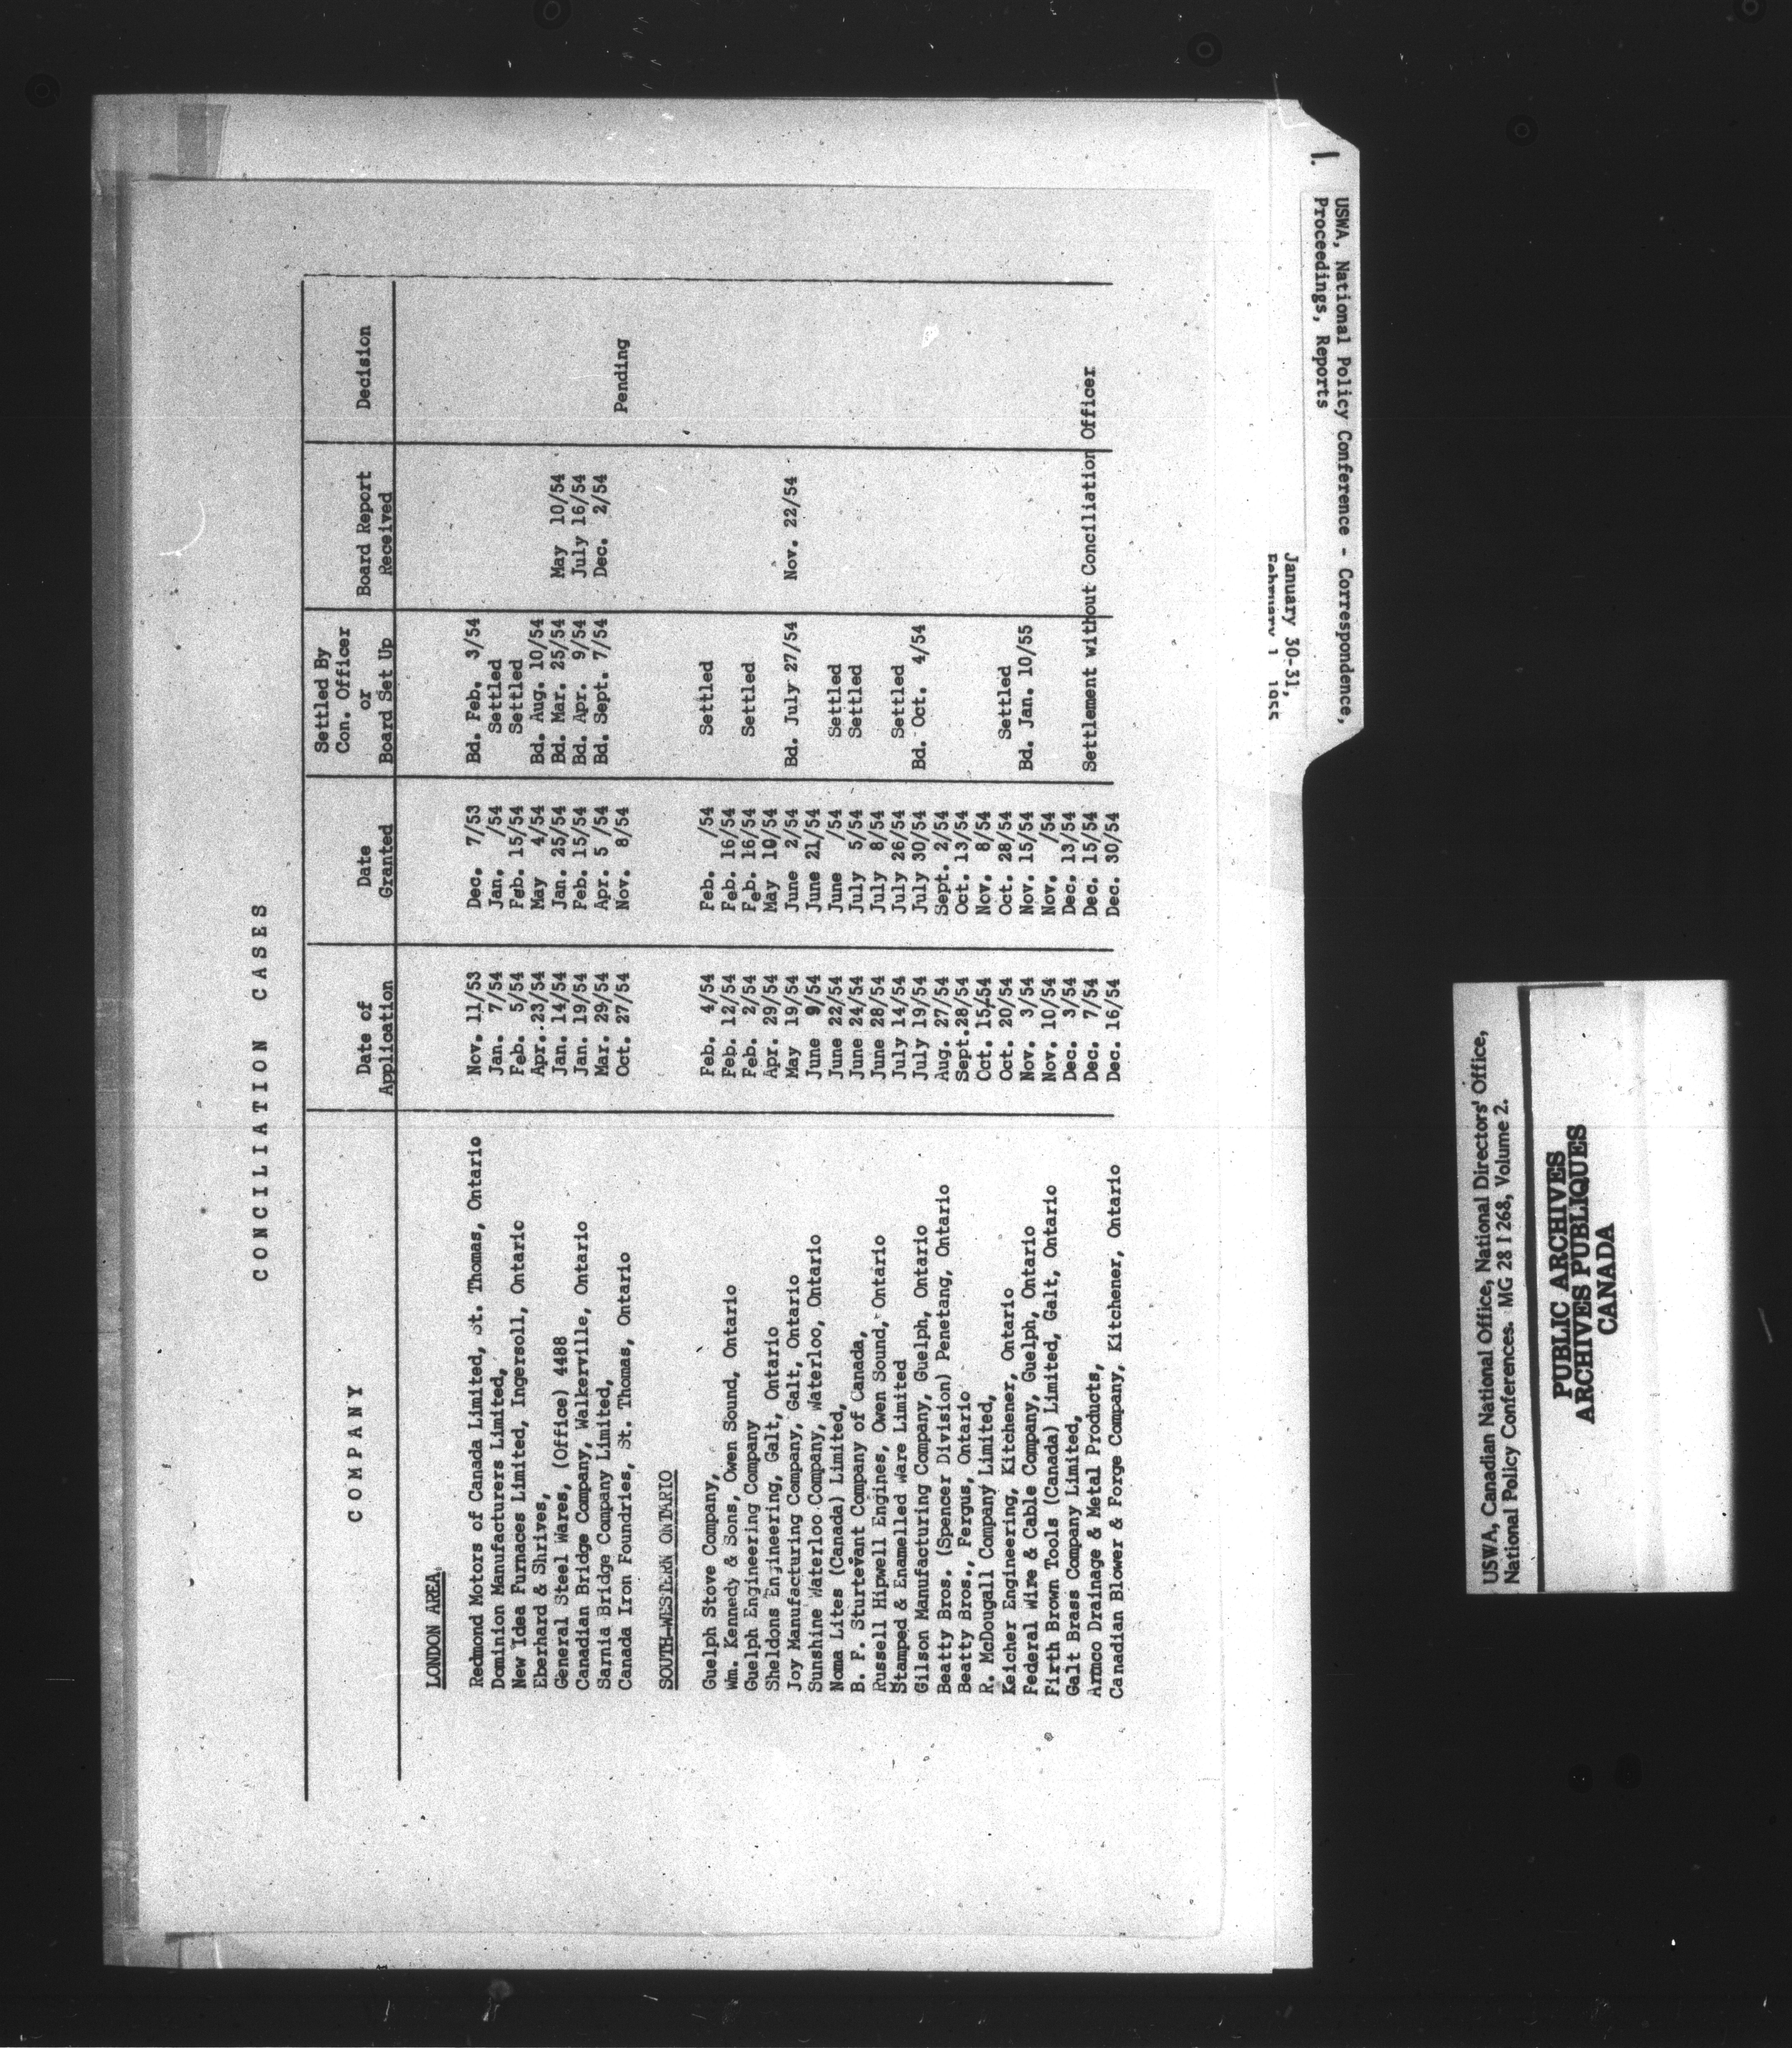 CONCILIATION CASES
COMPANY
Date of
Application
Date
Granted
Settled By
Con. Officer
or
Board Set Up
Board Report
Received
Decision
LONDON AREA
Redmond Motors of Canada Limited, St. Thomas, Ontario Nov. 11/53 Dec. 7/53 Bd. Feb. 3/54
Dominion Manufacturers Limited, Jan. 7/54 Jan. /54 Settled
New Idea Furnaces Limited, Ingersoll, Ontario Feb. 5/54 Feb. 15/54 Settled
Eberhard & Shrives, Apr. 23/54 May 4/54 Bd. Aug. 10/54
General Steel Wares, (Office) 4488 Jan. 14/54 Jan. 25/54 Bd. Mar. 25/54 May 10/54
Canadian Bridge Company, Walkerville, Ontario Jan. 19/54 Feb. 15/54 Bd. Apr. 9/54 July 16/54
Sarnia Bridge Company Limited, Mar. 29/54 Apr. 5 /54 Bd. Sept. 7/54 Dec. 2/54
Canada Iron Foundries, St. Thomas, Ontario Oct. 27/54 Nov. 8/54 Pending
SOUTH-WESTERN ONTARIO
Guelph Stove Company, Feb. 4/54 Feb. /54 Settled
Wm. Kennedy & Sons, Owen Sound, Ontario Feb. 12/54 Feb. 16/54
Guelph Engineering Company Feb. 2/54 Feb. 16/54 Settled
Sheldons Engineering, Galt, Ontario Apr. 29/54 May 10/54
Joy Manufacturing Company, Galt, Ontario May 19/54 June 2/54 Bd. July 27/54 Nov. 22/54
Sunshine Waterloo Company, Waterloo, Ontario June 9/54 June 21/54
Noma Lites (Canada) Limited, June 22/54 June /54 Settled
B. F. Sturtevant Company of Canada, June 24/54 July 5/54 Settled
Russell Hipwell Engines, Owen Sound, Ontario June 28/54 July 8/54
Stamped & Enamelled Ware Limited July 14/54 July 26/54 Settled
Gilson Manufacturing Company, Guelph, Ontario July 19/54 July 30/54 Bd. Oct. 4/54
Beatty Bros. (Spencer Division) Penetang, Ontario Aug. 27/54 Sept. 2/54
Beatty Bros., Fergus, Ontario Sept. 28/54 Oct. 13/54
R. McDougall Company Limited, Oct. 15/54 Nov. 8/54
Keicher Engineering, Kitchener, Ontario Oct. 20/54 Oct. 28/54 Settled
Federal Wire & Cable Company, Guelph, Ontario Nov. 3/54 Nov. 15/54 Bd. Jan. 10/55
Firth Brown Tools (Canada) Limited, Galt, Ontario Nov. 10/54 Nov. /54
Galt Brass Company Limited, Dec. 3/54 Dec. 13/54
Armco Drainage & Metal Products, Dec. 7/54 Dec. 15/54 Settlement without Conciliation Officer
Canadian Blower & Forge Company, Kitchener, Ontario Dec. 16/54 Dec. 30/54
1.
USWA, National Policy Conference - Correspondence,
Proceedings, Reports
January 30-31,
February 1 1955
USWA, Canadian National Office, National Directors' Office,
National Policy Conferences. MG 28 I 268, Volume 2.
PUBLIC ARCHIVES
ARCHIVES PUBLIQUES
CANADA